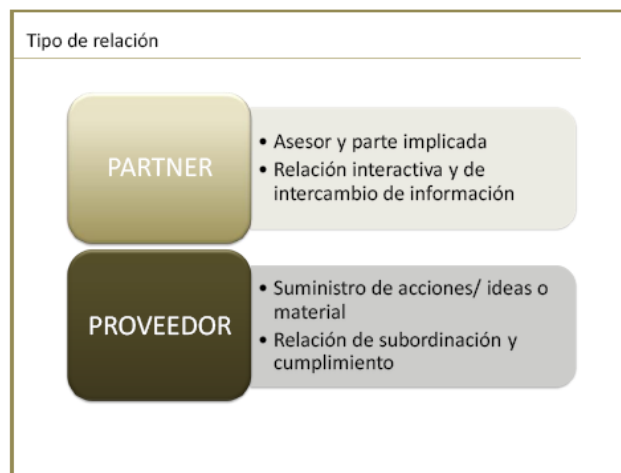 Tipo de relación
PARTNER
• Asesor y parte implicada
• Relación interactiva y de
intercambio de información
PROVEEDOR
• Suministro de acciones/ ideas o
material
• Relación de subordinación y
cumplimiento